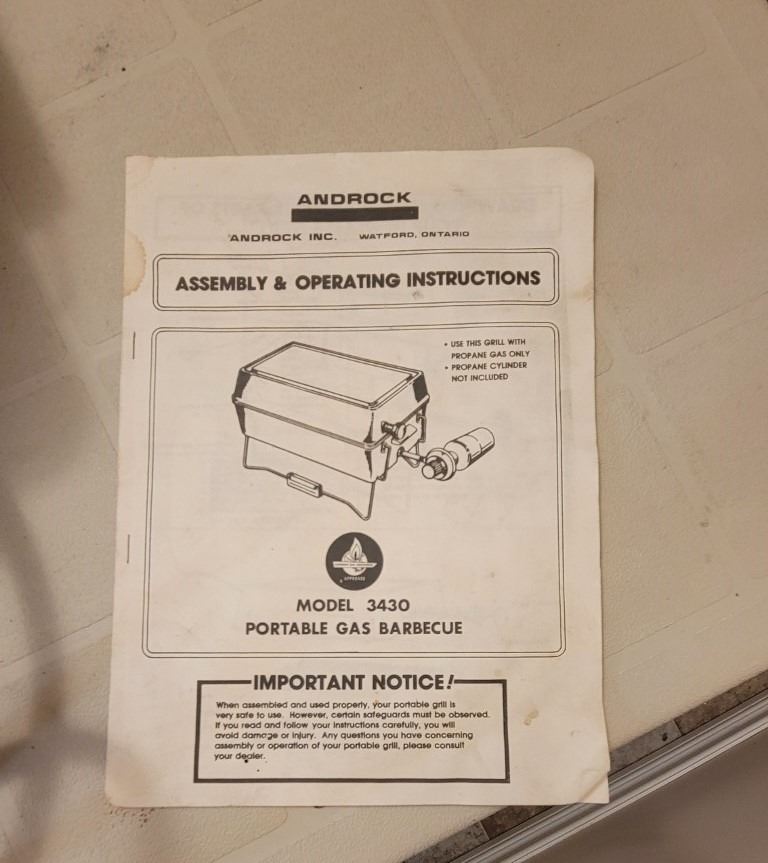 ANDROCK
ANDROCK INC. WATFORD, ONTARIO
ASSEMBLY & OPERATING INSTRUCTIONS
• USE THIS GRILL WITH
PROPANE GAS ONLY
• PROPANE CYLINDER
NOT INCLUDED
APPROVED
MODEL 3430
PORTABLE GAS BARBECUE
IMPORTANT NOTICE!
When assembled and used properly, your portable grill is
very safe to use. However, certain safeguards must be observed.
If you read and follow your instructions carefully, you will
avoid damage or injury. Any questions you have concerning
assembly or operation of your portable grill, please consult
your dealer.